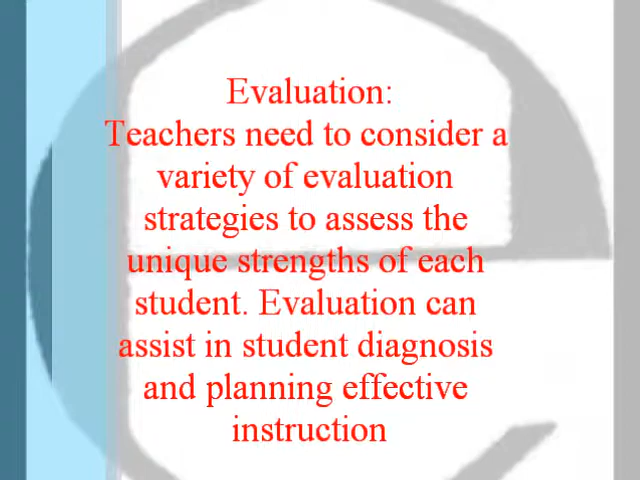 Evaluation:
Teachers need to consider a
variety of evaluation
strategies to assess the
unique strengths of each
student. Evaluation can
assist in student diagnosis
and planning effective
instruction